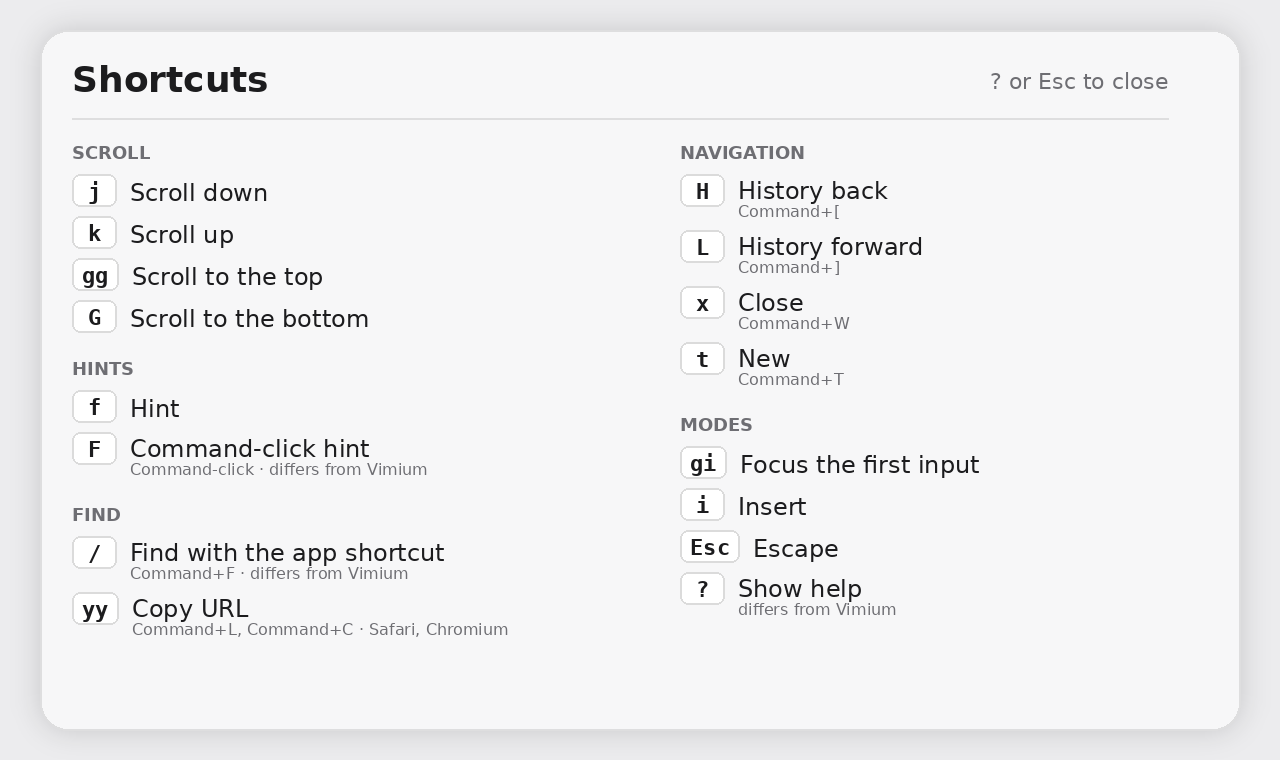 Shortcuts
? or Esc to close
SCROLL
j Scroll down
k Scroll up
gg Scroll to the top
G Scroll to the bottom
HINTS
f Hint
F Command-click hint
Command-click · differs from Vimium
FIND
/ Find with the app shortcut
Command+F · differs from Vimium
yy Copy URL
Command+L, Command+C · Safari, Chromium
NAVIGATION
H History back
Command+[
L History forward
Command+]
x Close
Command+W
t New
Command+T
MODES
gi Focus the first input
i Insert
Esc Escape
? Show help
differs from Vimium